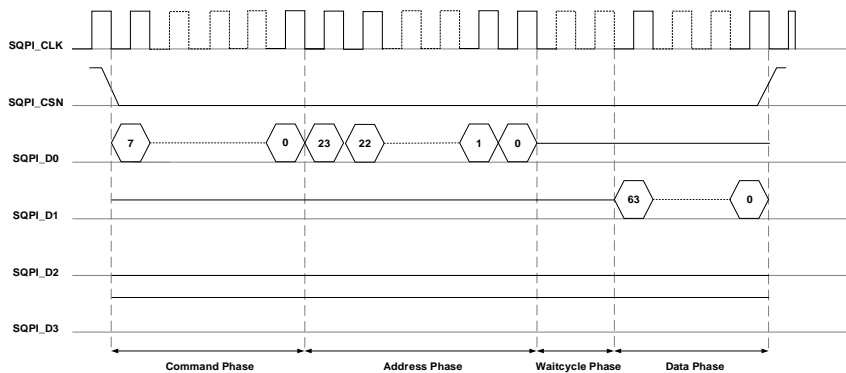 SQPI_CLK
SQPI_CSN
7 0 23 22 1 0
SQPI_D0
63 0
SQPI_D1
SQPI_D2
SQPI_D3
Command Phase Address Phase Waitcycle Phase Data Phase